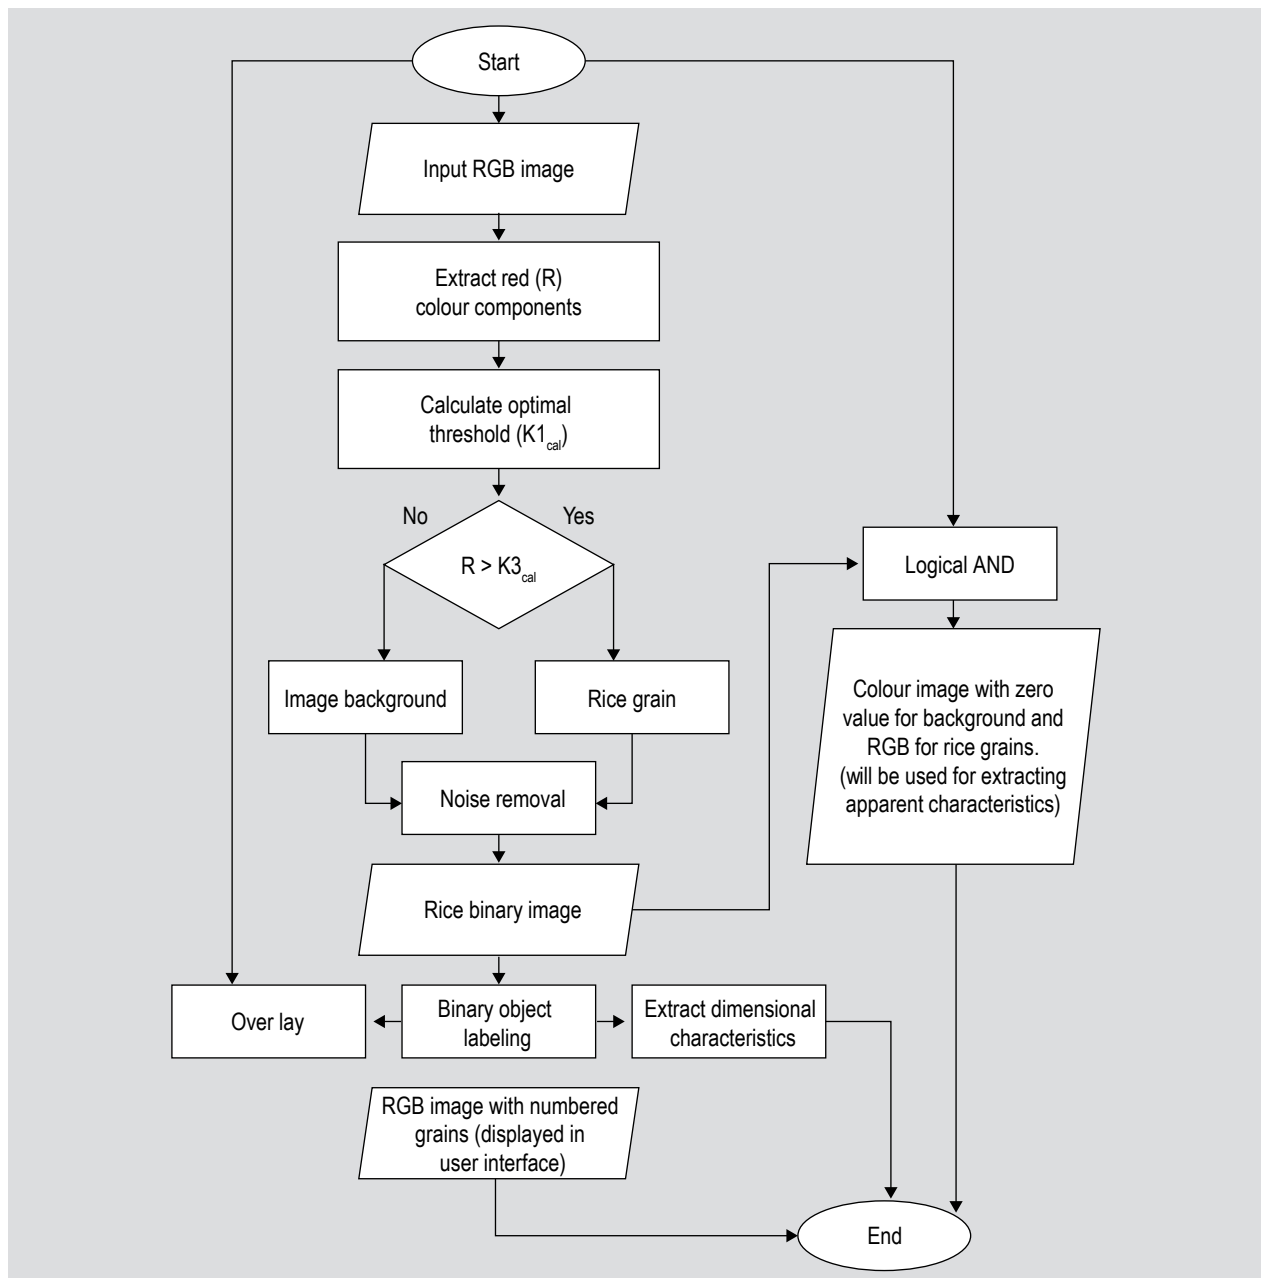 Start
Input RGB image
Extract red (R)
colour components
Calculate optimal
threshold (K1cal)
No
Yes
R > K3cal
Logical AND
Image background
Rice grain
Colour image with zero
value for background and
RGB for rice grains.
(will be used for extracting
apparent characteristics)
Noise removal
Rice binary image
Over lay
Binary object
labeling
Extract dimensional
characteristics
RGB image with numbered
grains (displayed in
user interface)
End